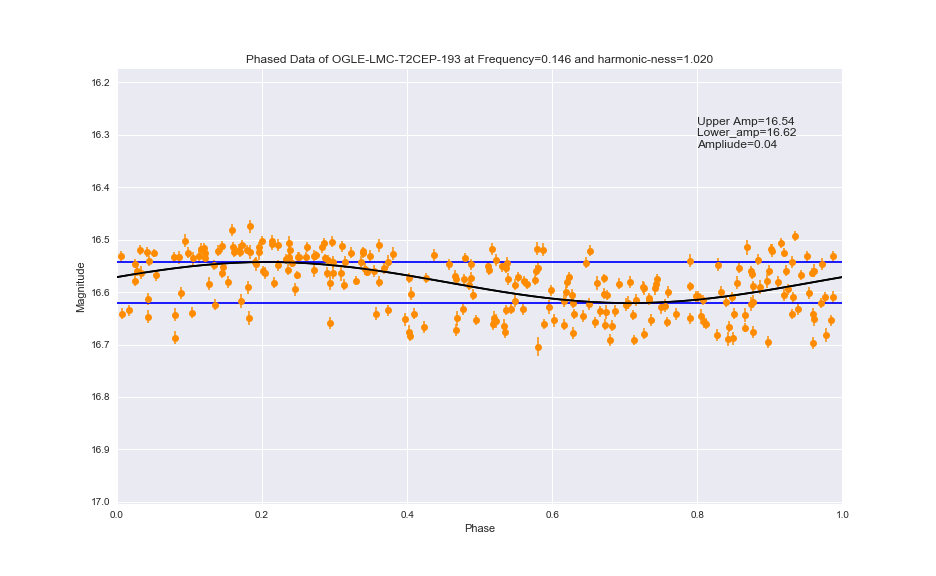 Phased Data of OGLE-LMC-T2CEP-193 at Frequency=0.146 and harmonic-ness=1.020
16.2
16.3
16.4
16.5
16.6
16.7
16.8
16.9
17.0
Magnitude
Upper Amp=16.54
Lower_amp=16.62
Ampliude=0.04
0.0
0.2
0.4
0.6
0.8
1.0
Phase